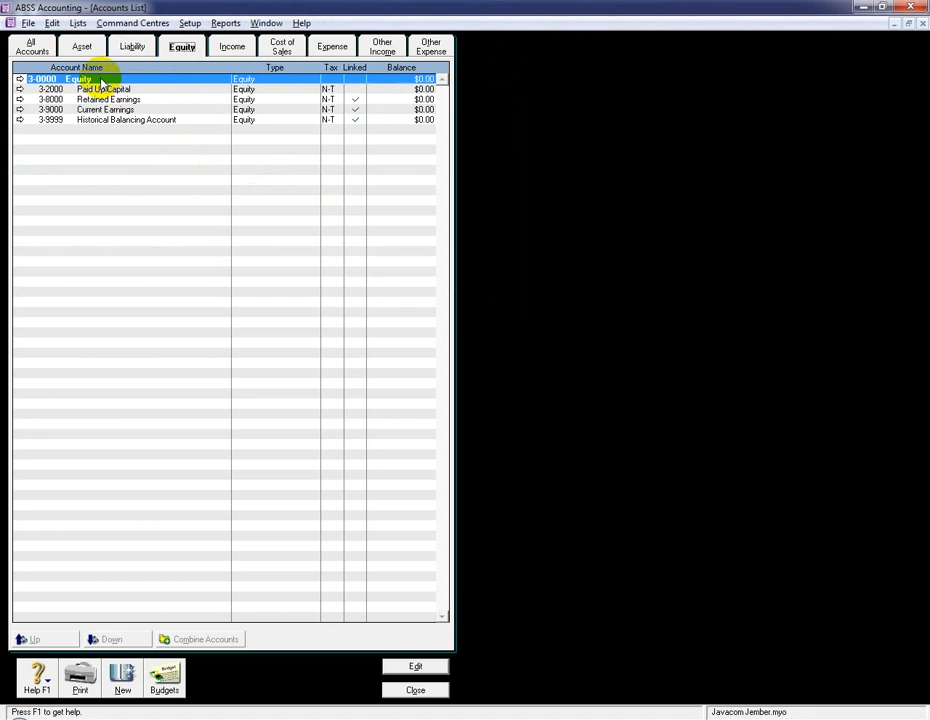 ABSS Accounting - [Accounts List]
File Edit Lists Command Centres Setup Reports Window Help
All Accounts Asset Liability Equity Income Cost of Sales Expense Other Income Other Expense
Account Name Type Tax Linked Balance
3-0000 Equity Equity $0.00
3-2000 Paid Up Capital Equity N-T $0.00
3-8000 Retained Earnings Equity N-T $0.00
3-9000 Current Earnings Equity N-T $0.00
3-9999 Historical Balancing Account Equity N-T $0.00
Up Down Combine Accounts
Help F1 Print New Budgets
Budget
Edit
Close
Press F1 to get help. Javacom Jember.myo